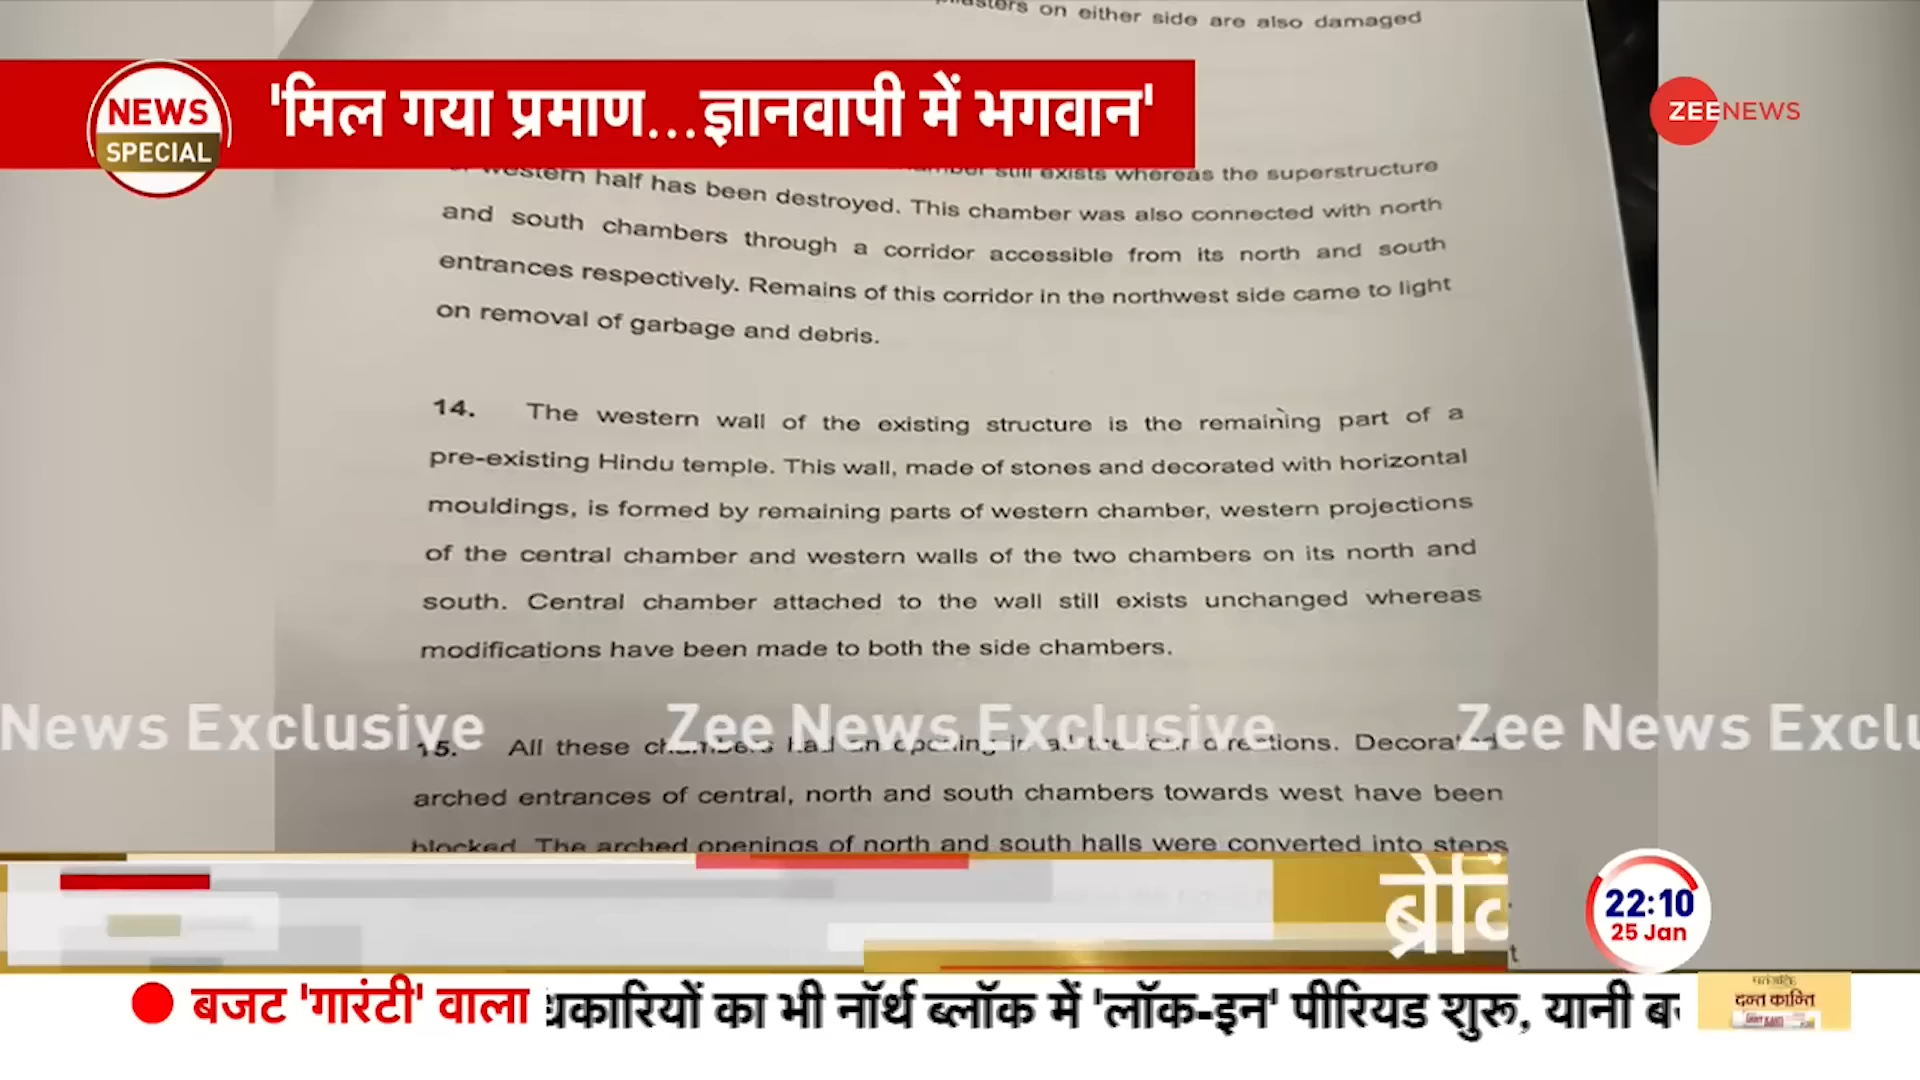 on either side are also damaged
NEWS
SPECIAL
'मिल गया प्रमाण...ज्ञानवापी में भगवान'
ZEENEWS
still exists whereas the superstructure
western half has been destroyed. This chamber was also connected with north
and south chambers through a corridor accessible from its north and south
entrances respectively. Remains of this corridor in the northwest side came to light
on removal of garbage and debris.
14. The western wall of the existing structure is the remaining part of a
pre-existing Hindu temple. This wall, made of stones and decorated with horizontal
mouldings, is formed by remaining parts of western chamber, western projections
of the central chamber and western walls of the two chambers on its north and
south. Central chamber attached to the wall still exists unchanged whereas
modifications have been made to both the side chambers.
News Exclusive Zee News Exclusive Zee News Exclu
15. All these chambers had an opening in all the four directions. Decorated
arched entrances of central, north and south chambers towards west have been
blocked. The arched openings of north and south halls were converted into steps
22:10
25 Jan
बजट 'गारंटी' वाला
का भी नॉर्थ ब्लॉक में 'लॉक-इन' पीरियड शुरू, यानी
दन्त कान्ति